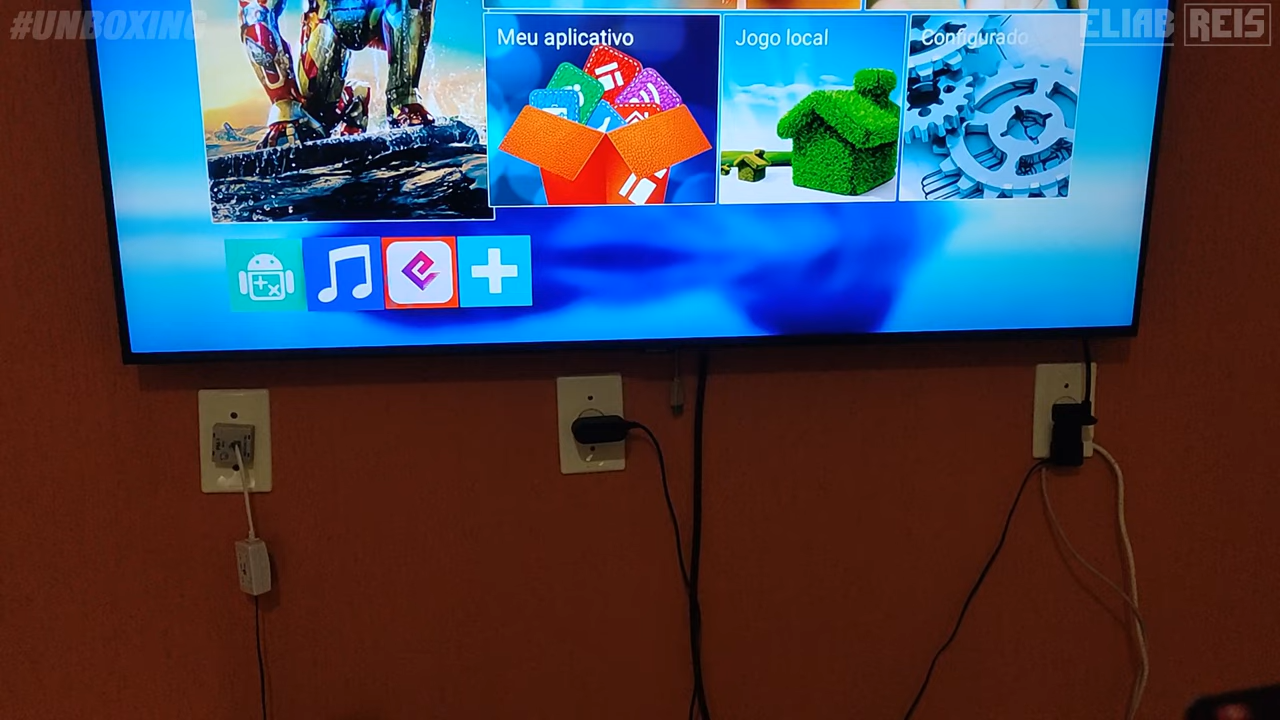 #UNBOXING
ELIAB REIS
Meu aplicativo
Jogo local
Configurado